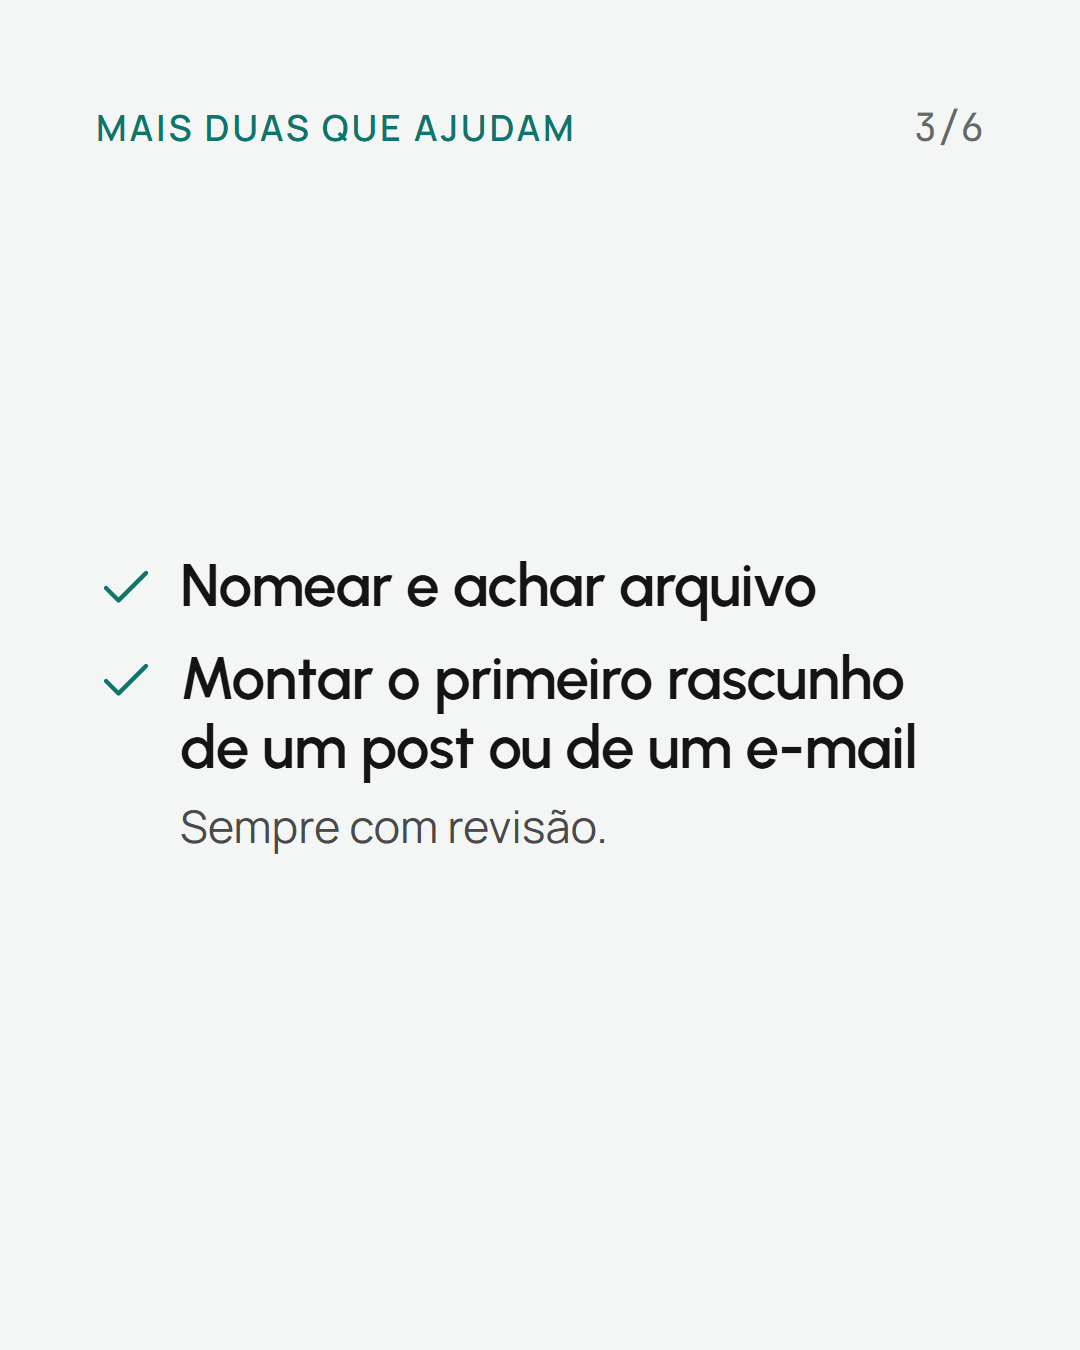 MAIS DUAS QUE AJUDAM
3/6
Nomear e achar arquivo
Montar o primeiro rascunho
de um post ou de um e-mail
Sempre com revisão.